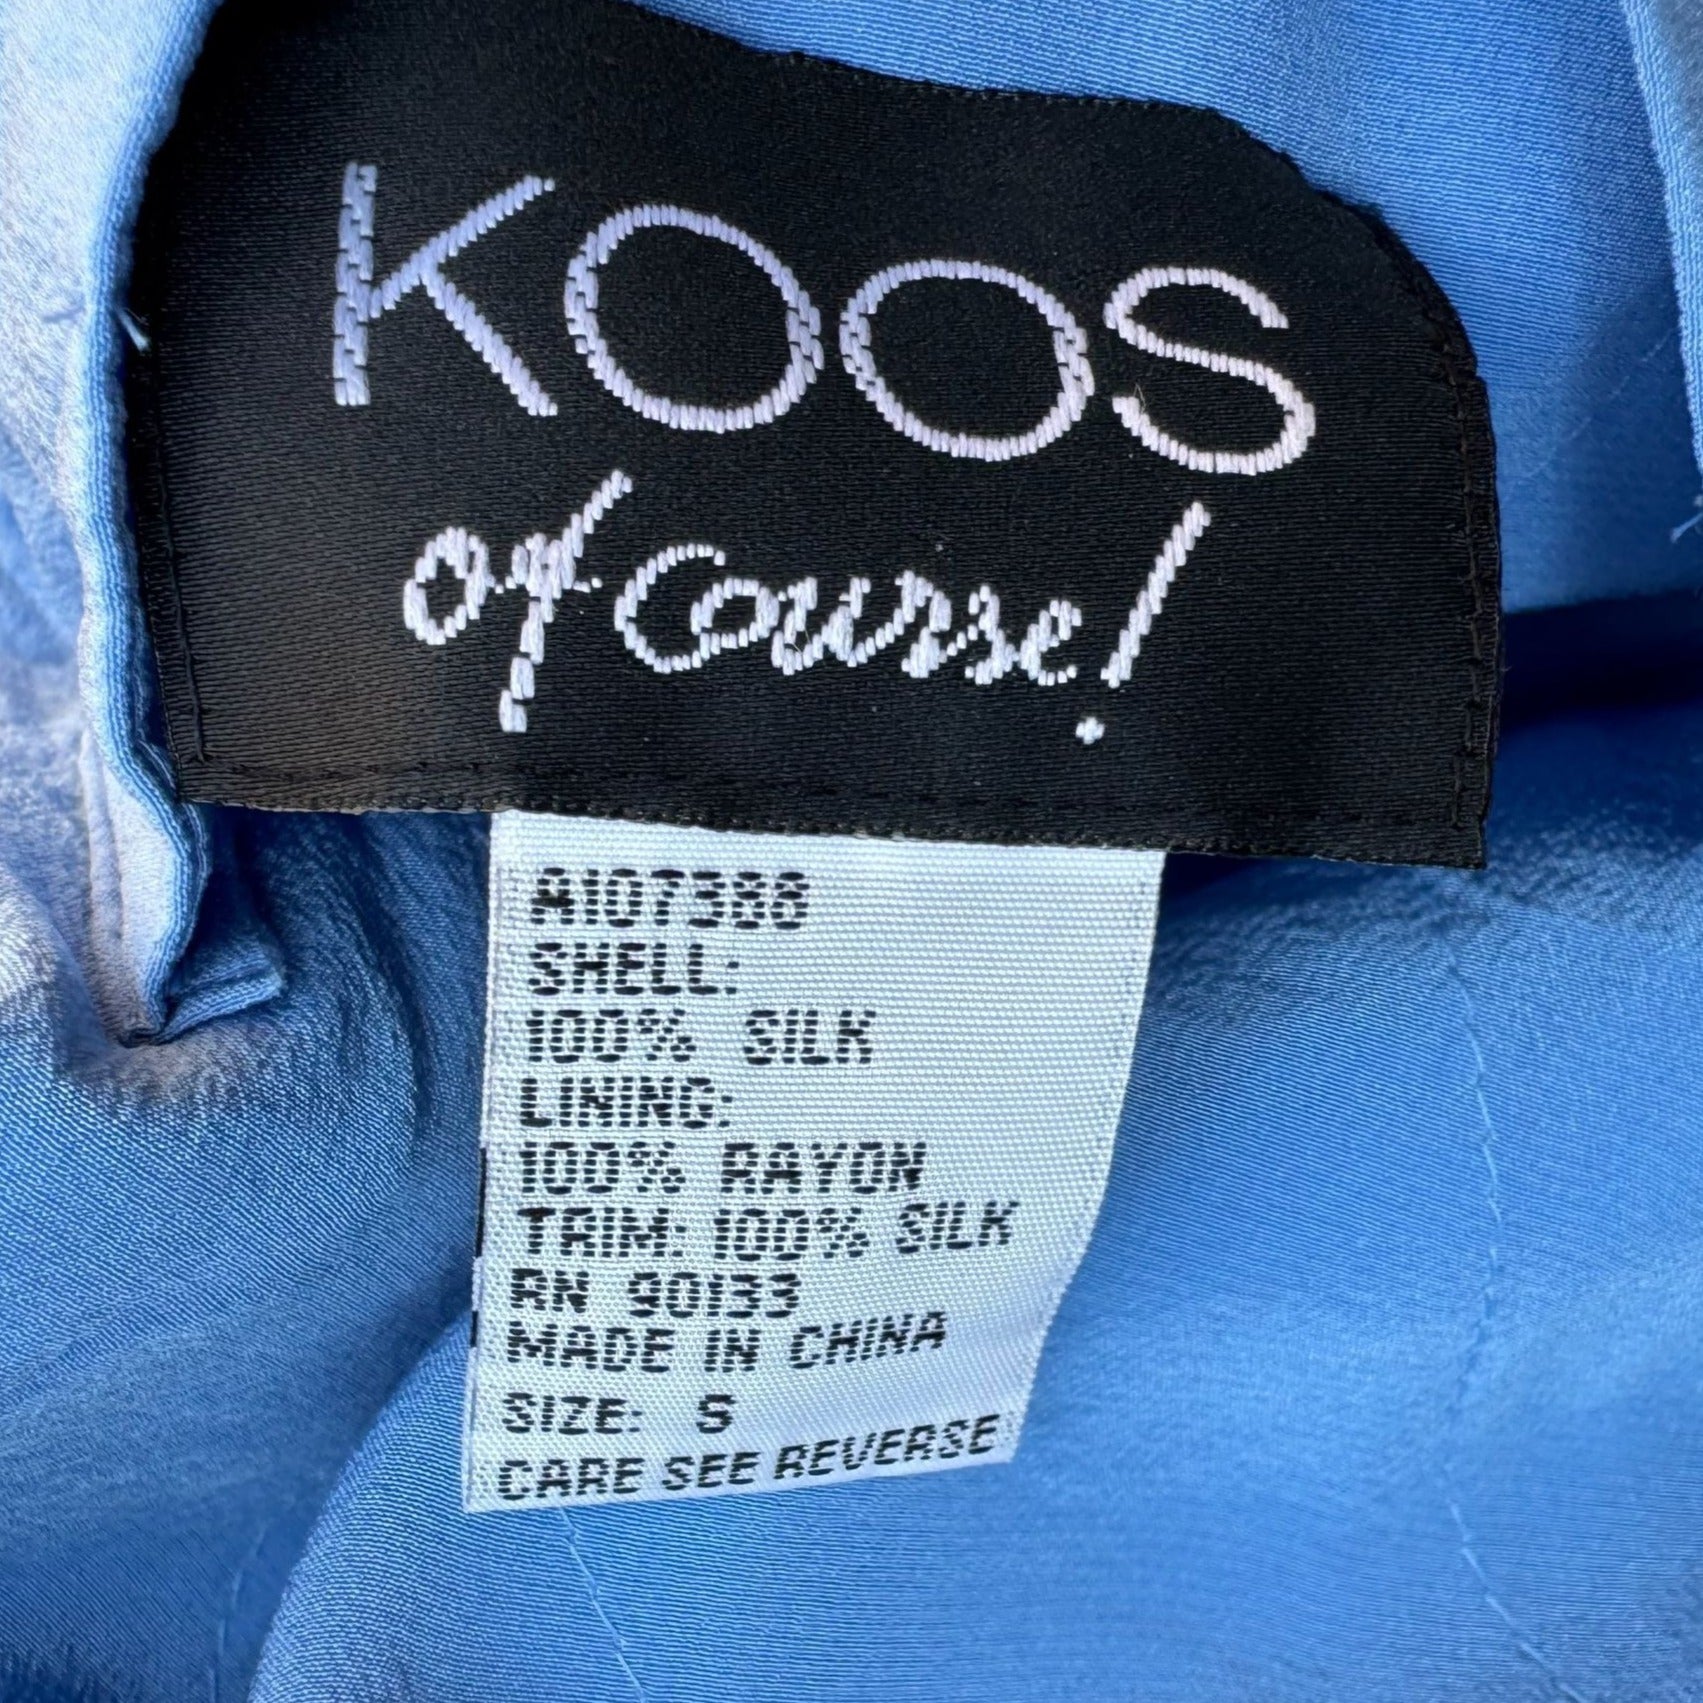 KOOS
of course!
A107388
SHELL:
100% SILK
LINING:
100% RAYON
TRIM: 100% SILK
RN 90133
MADE IN CHINA
SIZE: S
CARE SEE REVERSE